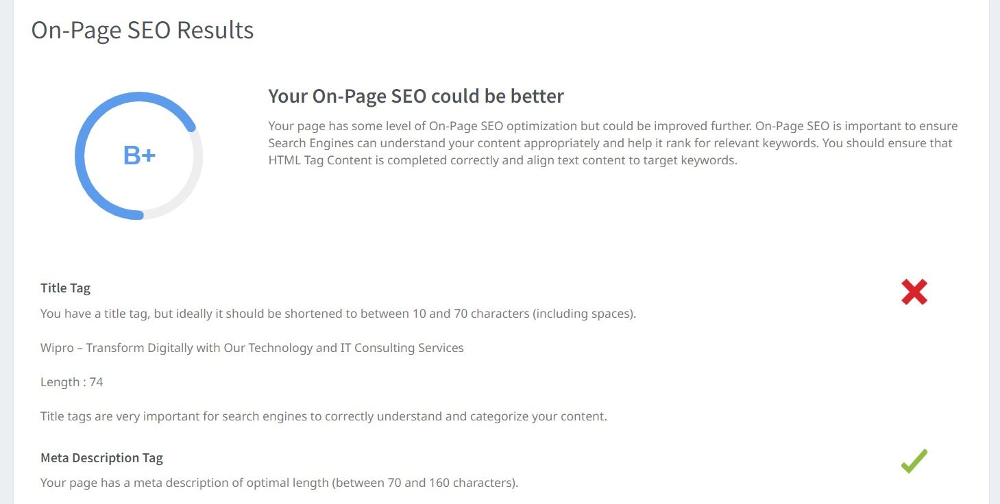 On-Page SEO Results
B+
Your On-Page SEO could be better
Your page has some level of On-Page SEO optimization but could be improved further. On-Page SEO is important to ensure
Search Engines can understand your content appropriately and help it rank for relevant keywords. You should ensure that
HTML Tag Content is completed correctly and align text content to target keywords.
Title Tag
You have a title tag, but ideally it should be shortened to between 10 and 70 characters (including spaces).
Wipro – Transform Digitally with Our Technology and IT Consulting Services
Length : 74
Title tags are very important for search engines to correctly understand and categorize your content.
Meta Description Tag
Your page has a meta description of optimal length (between 70 and 160 characters).